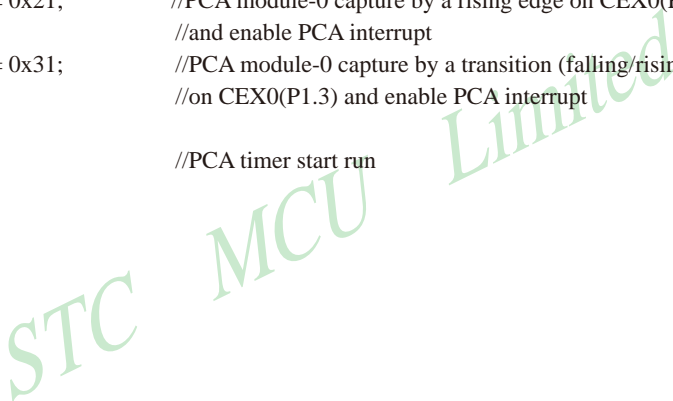 = 0x21; //PCA module-0 capture by a rising edge on CEX0(P
//and enable PCA interrupt
= 0x31; //PCA module-0 capture by a transition (falling/risin
//on CEX0(P1.3) and enable PCA interrupt
//PCA timer start run
STC MCU Limited